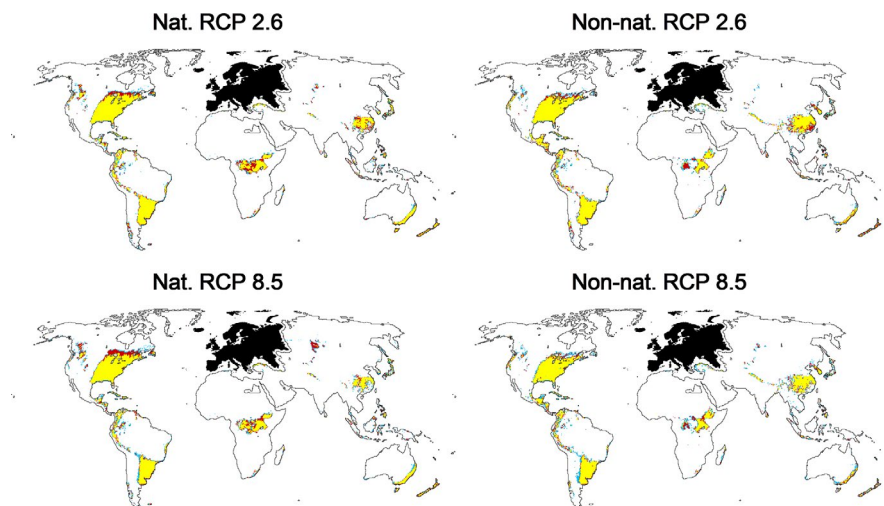 Nat. RCP 2.6
Non-nat. RCP 2.6
Nat. RCP 8.5
Non-nat. RCP 8.5